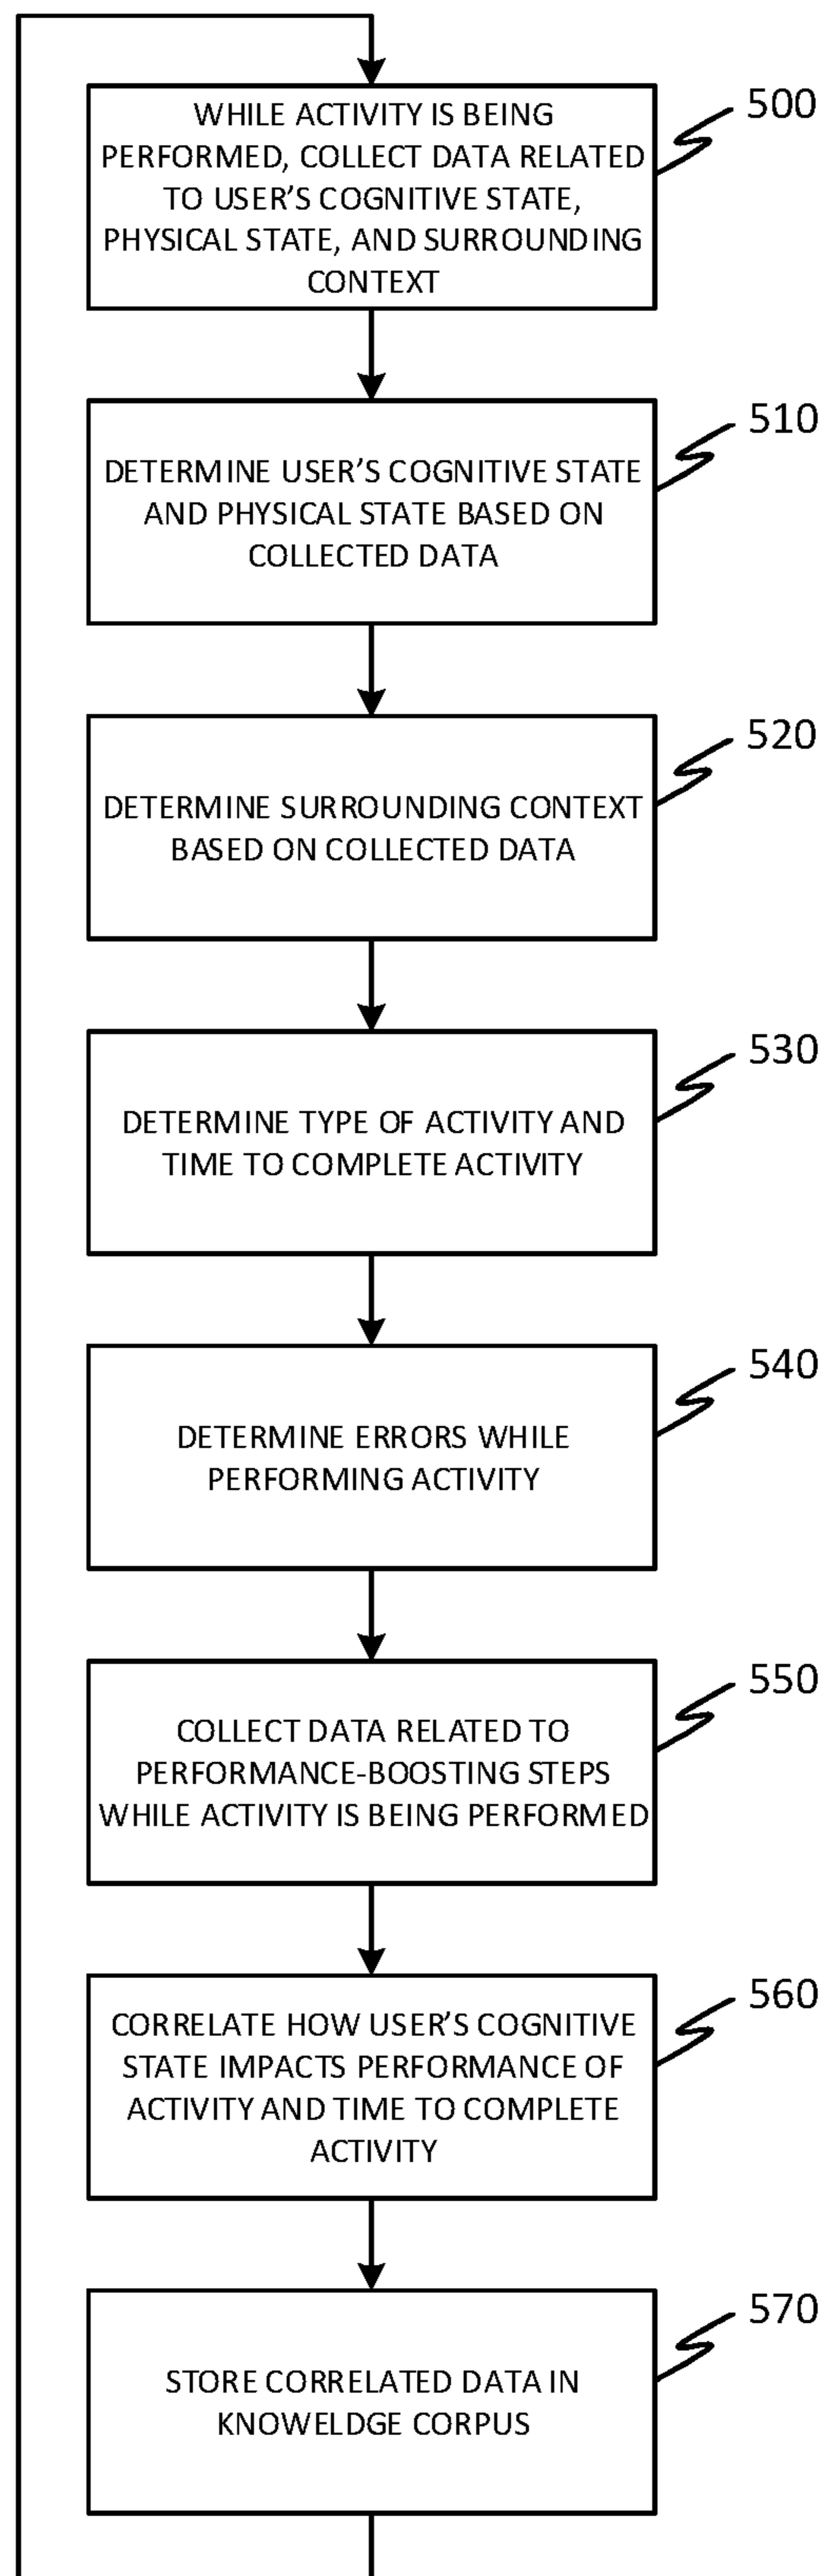 500
WHILE ACTIVITY IS BEING
PERFORMED, COLLECT DATA RELATED
TO USER'S COGNITIVE STATE,
PHYSICAL STATE, AND SURROUNDING
CONTEXT
510
DETERMINE USER'S COGNITIVE STATE
AND PHYSICAL STATE BASED ON
COLLECTED DATA
520
DETERMINE SURROUNDING CONTEXT
BASED ON COLLECTED DATA
530
DETERMINE TYPE OF ACTIVITY AND
TIME TO COMPLETE ACTIVITY
540
DETERMINE ERRORS WHILE
PERFORMING ACTIVITY
550
COLLECT DATA RELATED TO
PERFORMANCE-BOOSTING STEPS
WHILE ACTIVITY IS BEING PERFORMED
560
CORRELATE HOW USER'S COGNITIVE
STATE IMPACTS PERFORMANCE OF
ACTIVITY AND TIME TO COMPLETE
ACTIVITY
570
STORE CORRELATED DATA IN
KNOWELDGE CORPUS